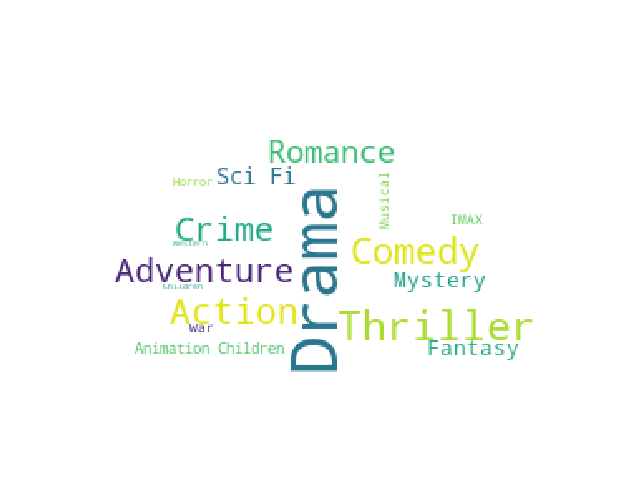 Romance
Horror
Sci Fi
Musical
IMAX
Crime
Western
Comedy
Adventure
Mystery
Children
Action
Drama
Thriller
War
Animation Children
Fantasy